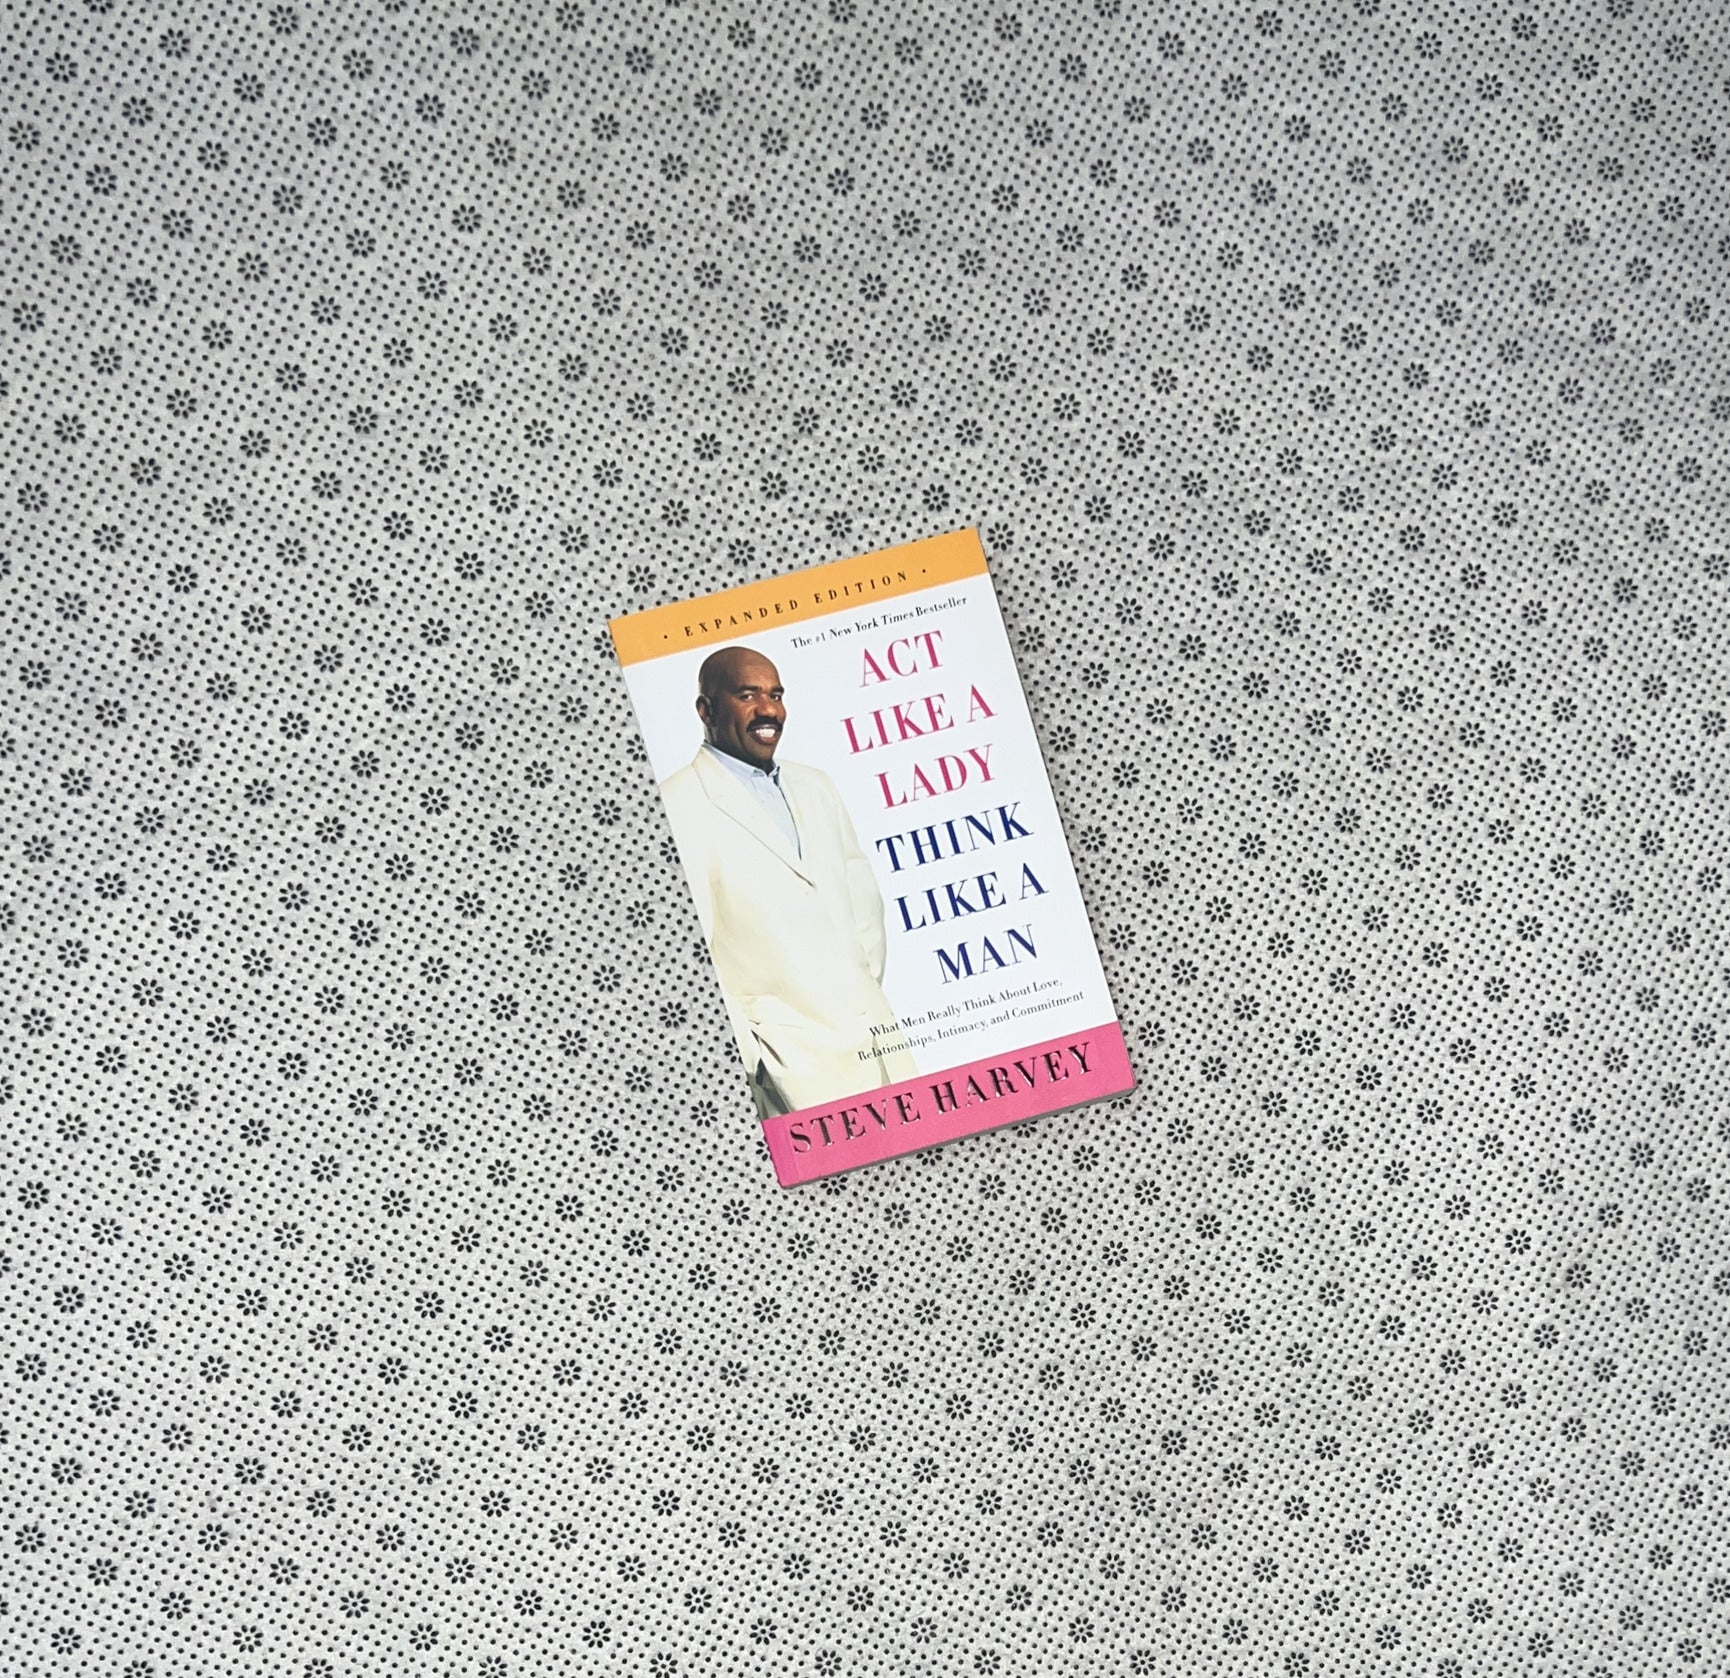 • EXPANDED EDITION •
The #1 New York Times Bestseller
ACT
LIKE A
LADY
THINK
LIKE A
MAN
What Men Really Think About Love,
Relationships, Intimacy, and Commitment
STEVE HARVEY